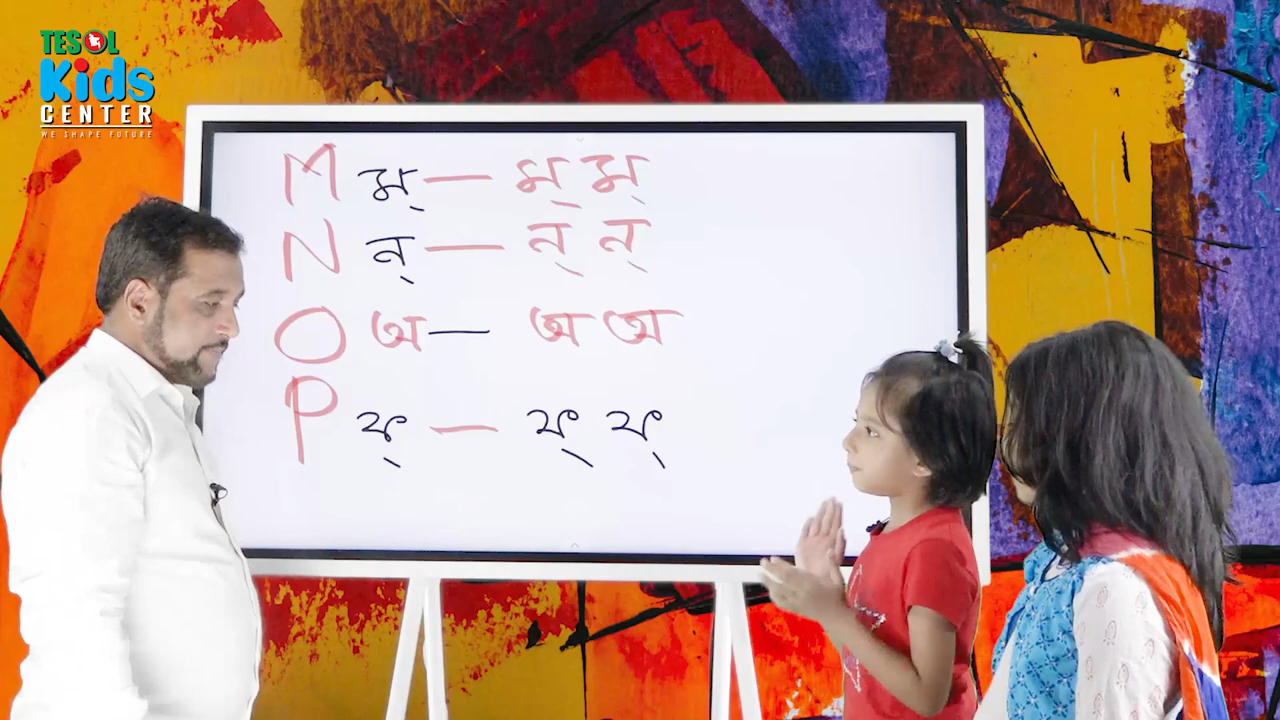 TESOL
Kids
CENTER
WE SHAPE FUTURE
M ম্ — ম্ ম্
N ন্ — ন্ ন্
O অ — অ অ
P ফ্ — ফ্ ফ্